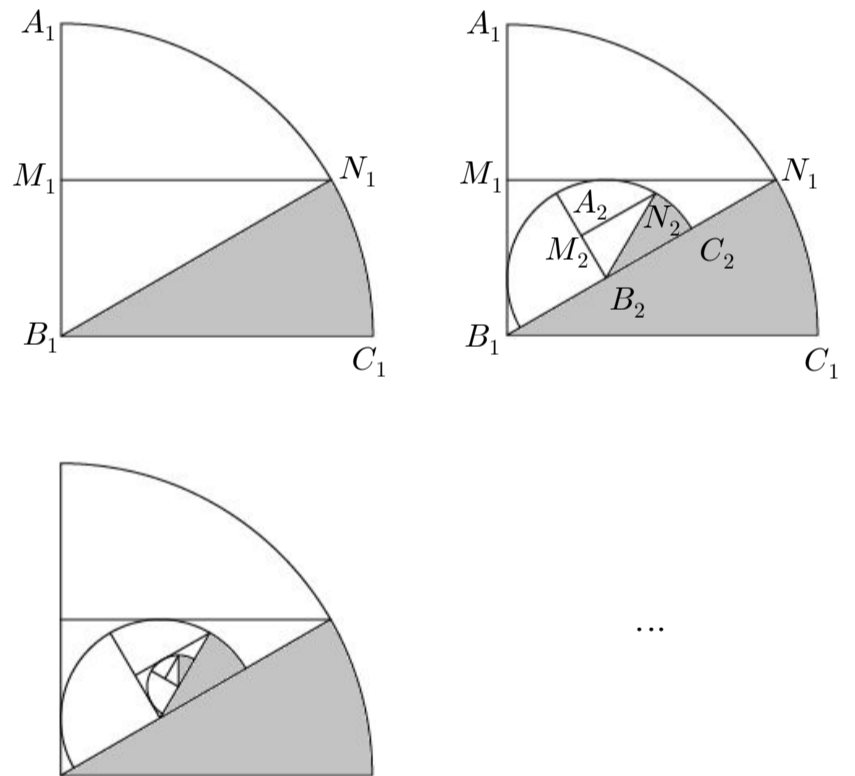 A₁
A₁
M₁
N₁
M₁
N₁
A₂
N₂
M₂
C₂
B₂
B₁
C₁
B₁
C₁
...